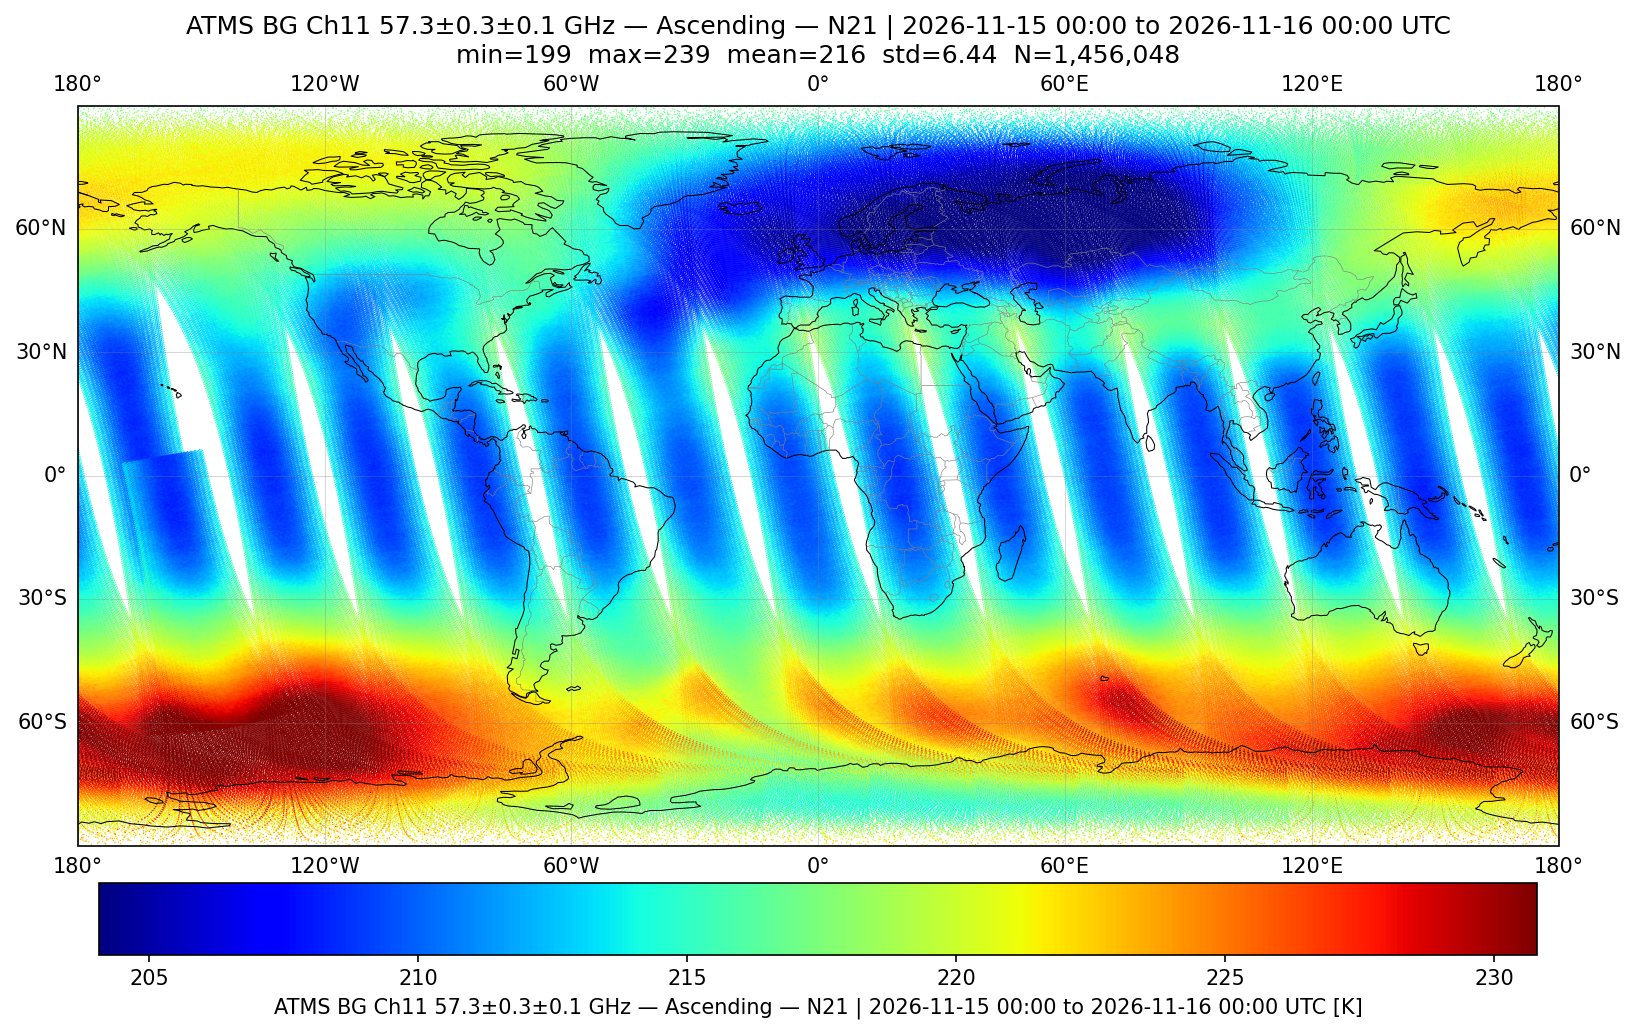 ATMS BG Ch11 57.3±0.3±0.1 GHz — Ascending — N21 | 2026-11-15 00:00 to 2026-11-16 00:00 UTC
min=199 max=239 mean=216 std=6.44 N=1,456,048
180° 120°W 60°W 0° 60°E 120°E 180°
60°N 60°N
30°N 30°N
0° 0°
30°S 30°S
60°S 60°S
180° 120°W 60°W 0° 60°E 120°E 180°
205 210 215 220 225 230
ATMS BG Ch11 57.3±0.3±0.1 GHz — Ascending — N21 | 2026-11-15 00:00 to 2026-11-16 00:00 UTC [K]